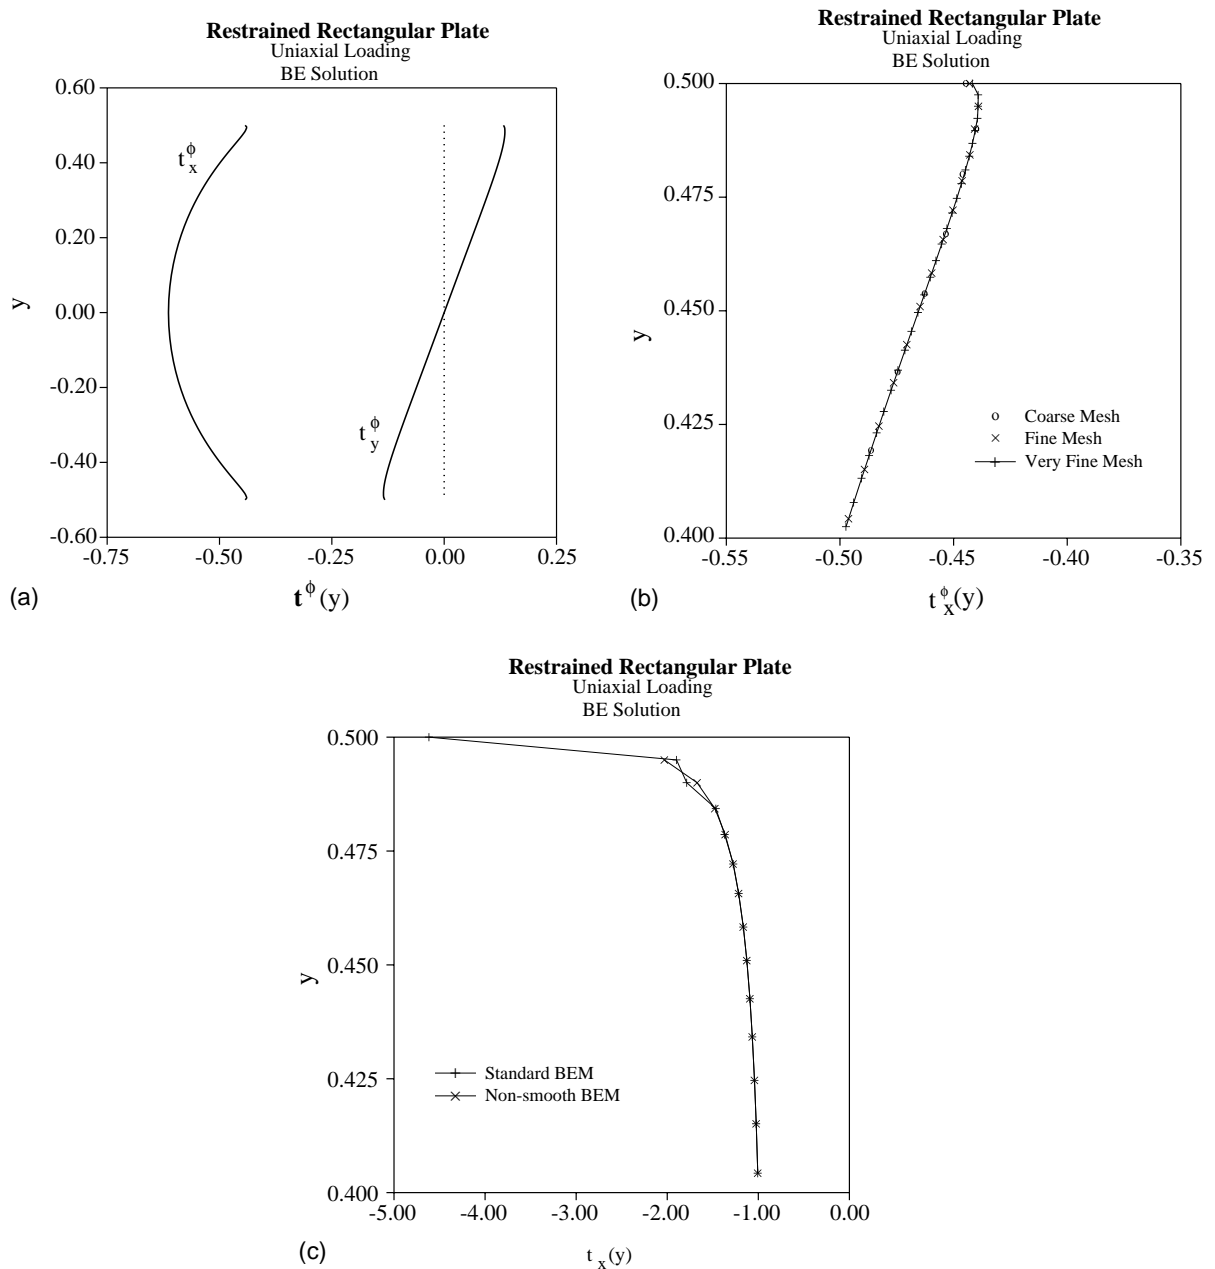 Restrained Rectangular Plate
Uniaxial Loading
BE Solution
0.60
0.40
0.20
0.00
-0.20
-0.40
-0.60
y
t_x^ϕ
t_y^ϕ
-0.75 -0.50 -0.25 0.00 0.25
(a)
t^ϕ(y)
Restrained Rectangular Plate
Uniaxial Loading
BE Solution
0.500
0.475
0.450
0.425
0.400
y
o Coarse Mesh
× Fine Mesh
+ Very Fine Mesh
-0.55 -0.50 -0.45 -0.40 -0.35
(b)
t_x^ϕ(y)
Restrained Rectangular Plate
Uniaxial Loading
BE Solution
0.500
0.475
0.450
0.425
0.400
y
Standard BEM
Non-smooth BEM
-5.00 -4.00 -3.00 -2.00 -1.00 0.00
(c)
t_x(y)